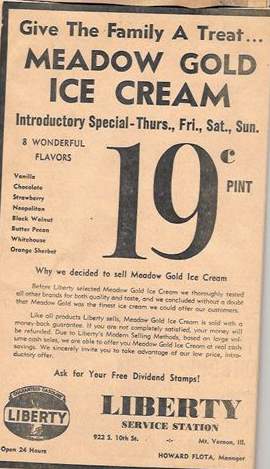 Give The Family A Treat...
MEADOW GOLD
ICE CREAM
Introductory Special-Thurs., Fri., Sat., Sun.
8 WONDERFUL
FLAVORS
Vanilla
Chocolate
Strawberry
Neopolitan
Black Walnut
Butter Pecan
Whitehouse
Orange Sherbet
19c
PINT
Why we decided to sell Meadow Gold Ice Cream
Before Liberty selected Meadow Gold Ice Cream we thoroughly tested
all other brands for both quality and taste, and we concluded without a doubt
that Meadow Gold was the finest ice cream we could offer our customers.
Like all products Liberty sells, Meadow Gold Ice Cream is sold with a
money-back guarantee. If you are not completely satisfied, your money will
be refunded. Due to Liberty's Modern Selling Methods, based on large vol-
ume cash sales, we are able to offer you Meadow Gold Ice Cream at real cash
savings. We sincerely invite you to take advantage of our low price, intro-
ductory offer.
Ask for Your Free Dividend Stamps!
LIBERTY
Open 24 Hours
LIBERTY
SERVICE STATION
922 S. 10th St. -:- Mt. Vernon, Ill.
HOWARD FLOTA, Manager